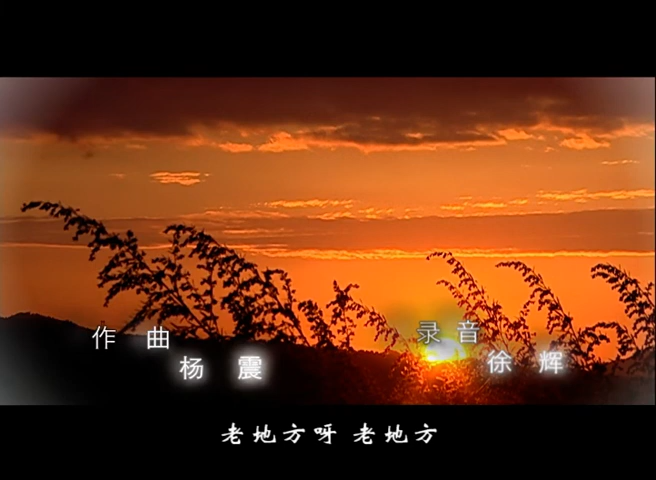 作 曲
杨 震
录 音
徐 辉
老地方呀 老地方